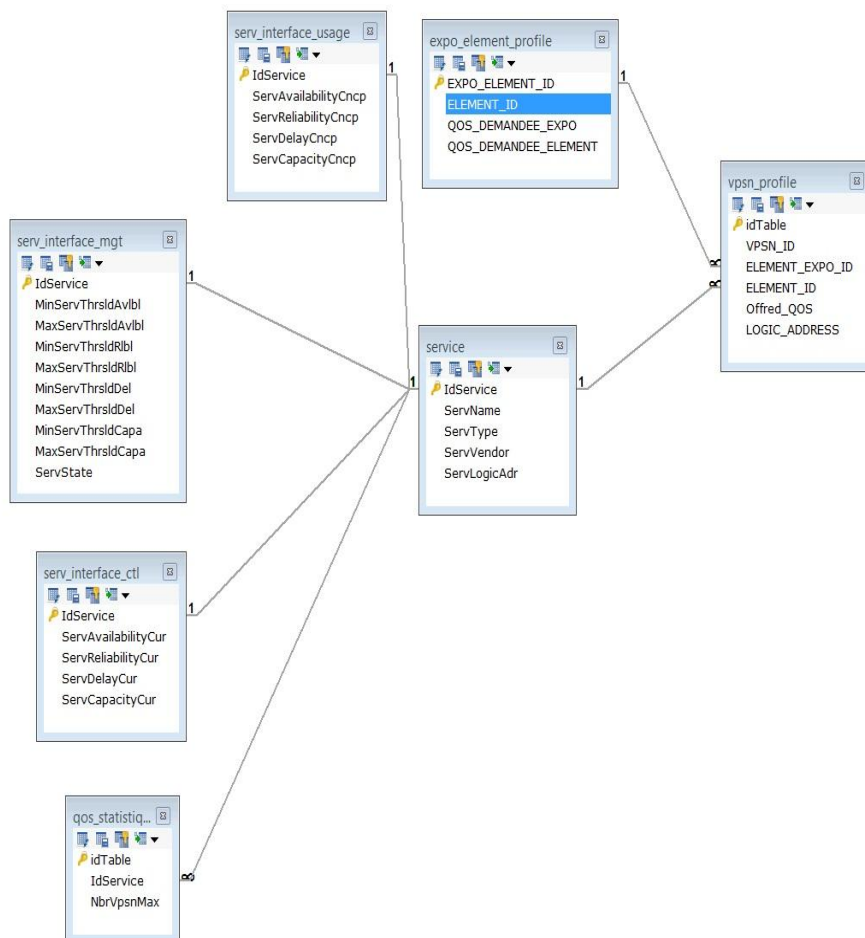 serv_interface_usage
IdService
ServAvailabilityCncp
ServReliabilityCncp
ServDelayCncp
ServCapacityCncp
1
expo_element_profile
EXPO_ELEMENT_ID
ELEMENT_ID
QOS_DEMANDEE_EXPO
QOS_DEMANDEE_ELEMENT
1
vpsn_profile
idTable
VPSN_ID
ELEMENT_EXPO_ID
ELEMENT_ID
Offred_QOS
LOGIC_ADDRESS
∞
∞
serv_interface_mgt
IdService
MinServThrsldAvlbl
MaxServThrsldAvlbl
MinServThrsldRlbl
MaxServThrsldRlbl
MinServThrsldDel
MaxServThrsldDel
MinServThrsldCapa
MaxServThrsldCapa
ServState
1
service
IdService
ServName
ServType
ServVendor
ServLogicAdr
1
1
serv_interface_ctl
IdService
ServAvailabilityCur
ServReliabilityCur
ServDelayCur
ServCapacityCur
1
qos_statistiq...
idTable
IdService
NbrVpsnMax
∞